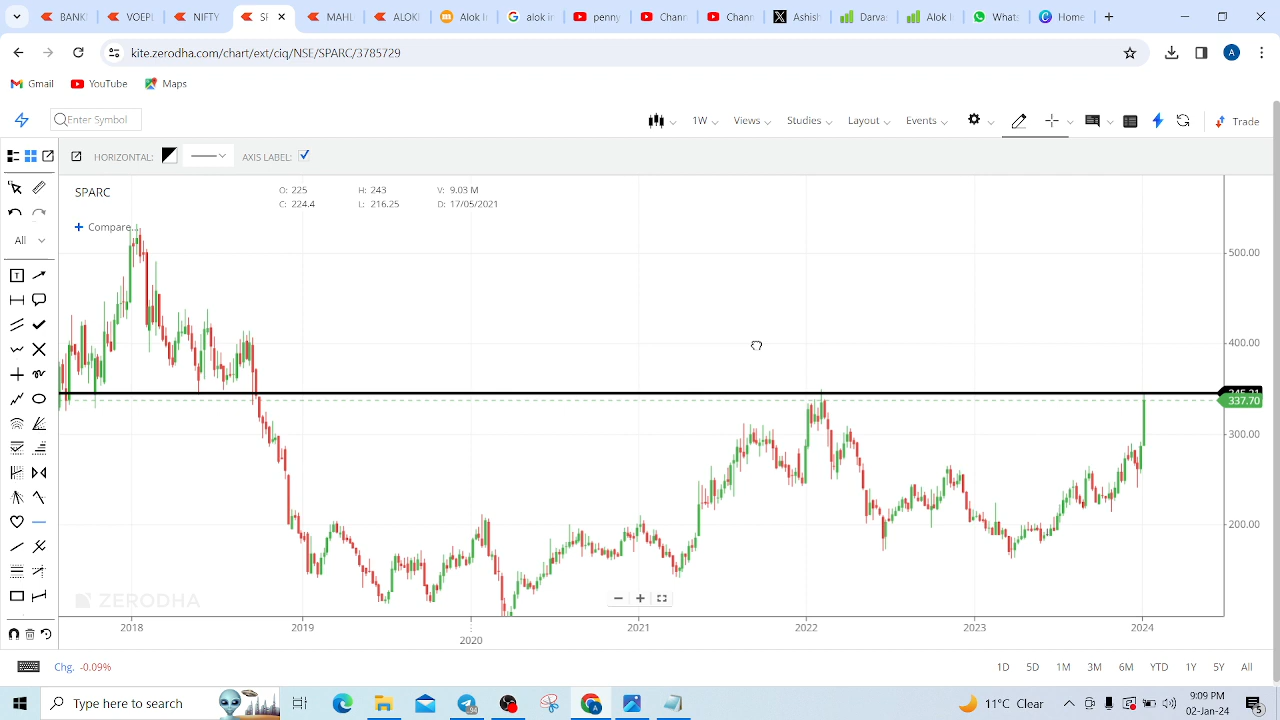 BANK
VOEP
NIFTY
SF
MAHL
ALOK
Alok I
alok ir
penny
Chann
Chann
Ashish
Darva
Alok I
What
Home
kite.zerodha.com/chart/ext/ciq/NSE/SPARC/3785729
A
Gmail
YouTube
Maps
Enter Symbol
1W
Views
Studies
Layout
Events
Trade
HORIZONTAL:
AXIS LABEL:
SPARC
O: 225
H: 243
V: 9.03 M
C: 224.4
L: 216.25
D: 17/05/2021
Compare...
All
T
500.00
400.00
337.70
300.00
200.00
ZERODHA
2018
2019
2020
2021
2022
2023
2024
Chg. -0.09%
1D
5D
1M
3M
6M
YTD
1Y
5Y
All
Type here to search
11°C Clear
9:09 PM
02-Jan-24